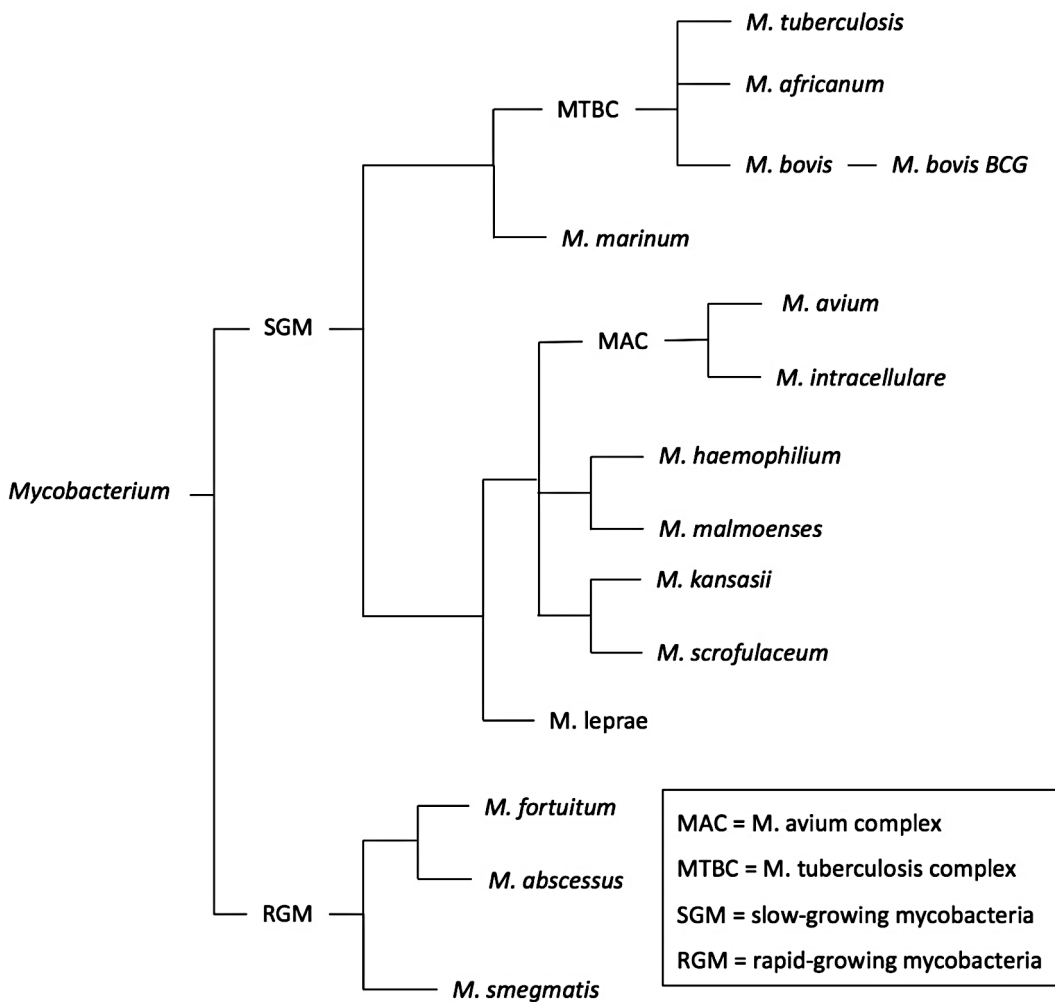 M. tuberculosis
M. africanum
MTBC
M. bovis
M. bovis BCG
M. marinum
M. avium
SGM
MAC
M. intracellulare
M. haemophilium
Mycobacterium
M. malmoenses
M. kansasii
M. scrofulaceum
M. leprae
M. fortuitum
M. abscessus
RGM
M. smegmatis
MAC = M. avium complex
MTBC = M. tuberculosis complex
SGM = slow-growing mycobacteria
RGM = rapid-growing mycobacteria